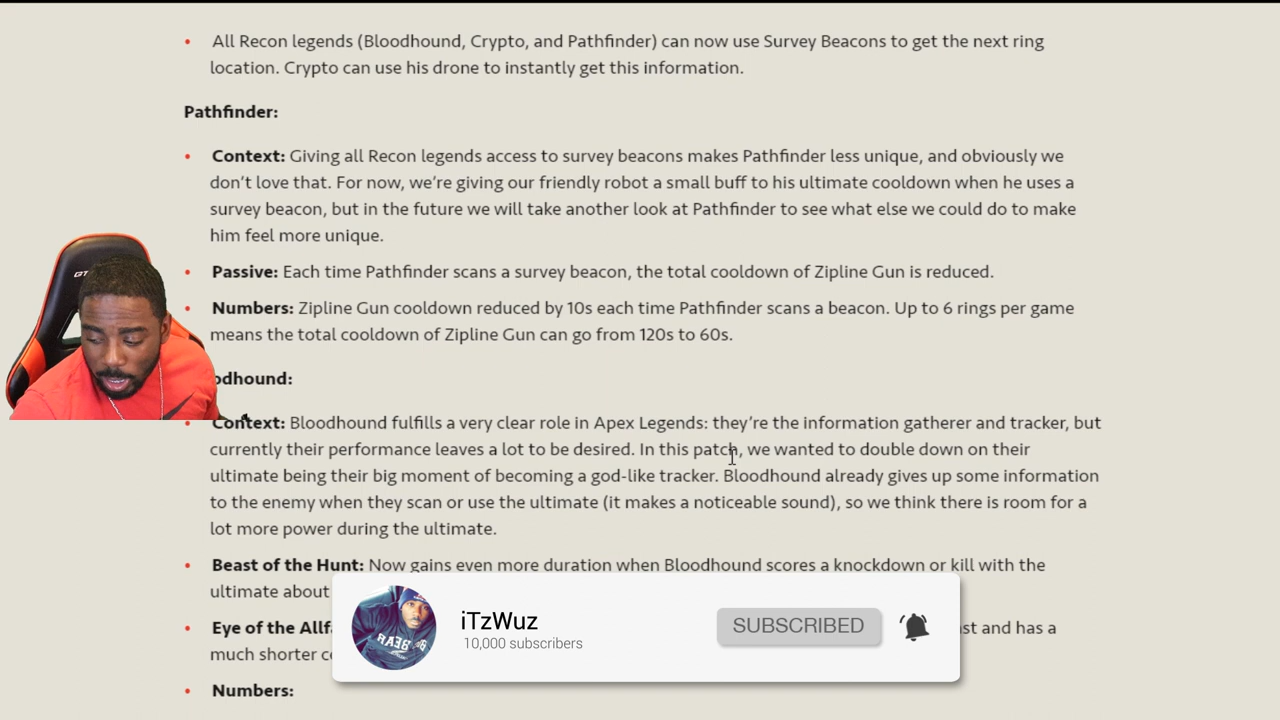 • All Recon legends (Bloodhound, Crypto, and Pathfinder) can now use Survey Beacons to get the next ring
location. Crypto can use his drone to instantly get this information.
Pathfinder:
• Context: Giving all Recon legends access to survey beacons makes Pathfinder less unique, and obviously we
don’t love that. For now, we’re giving our friendly robot a small buff to his ultimate cooldown when he uses a
survey beacon, but in the future we will take another look at Pathfinder to see what else we could do to make
him feel more unique.
• Passive: Each time Pathfinder scans a survey beacon, the total cooldown of Zipline Gun is reduced.
• Numbers: Zipline Gun cooldown reduced by 10s each time Pathfinder scans a beacon. Up to 6 rings per game
means the total cooldown of Zipline Gun can go from 120s to 60s.
odhound:
Context: Bloodhound fulfills a very clear role in Apex Legends: they’re the information gatherer and tracker, but
currently their performance leaves a lot to be desired. In this patch, we wanted to double down on their
ultimate being their big moment of becoming a god-like tracker. Bloodhound already gives up some information
to the enemy when they scan or use the ultimate (it makes a noticeable sound), so we think there is room for a
lot more power during the ultimate.
• Beast of the Hunt: Now gains even more duration when Bloodhound scores a knockdown or kill with the
ultimate about
• Eye of the Allf st and has a
much shorter c
iTzWuz
10,000 subscribers
SUBSCRIBED
• Numbers: